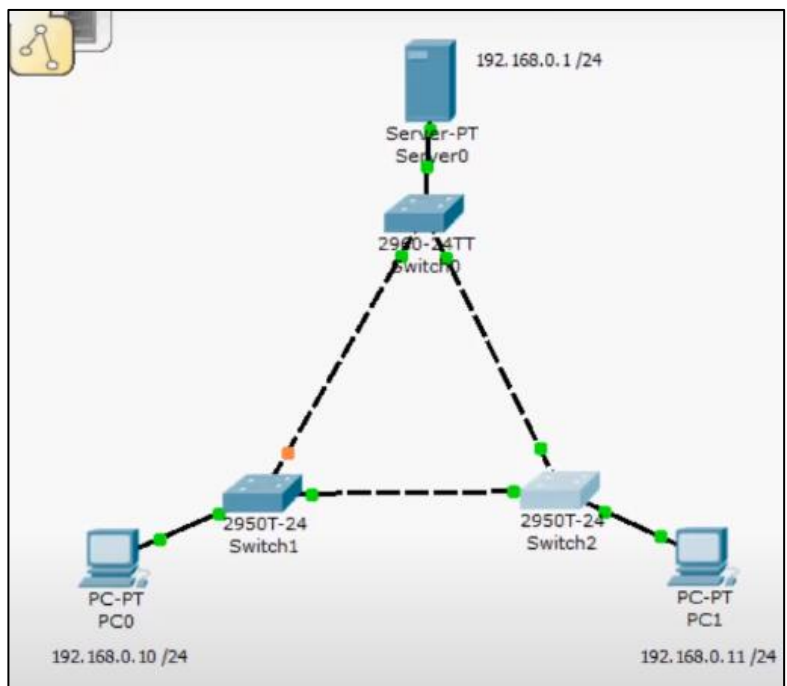 192.168.0.1 /24
Server-PT
Server0
2960-24TT
Switch0
2950T-24
Switch1
2950T-24
Switch2
PC-PT
PC0
PC-PT
PC1
192.168.0.10 /24
192.168.0.11 /24